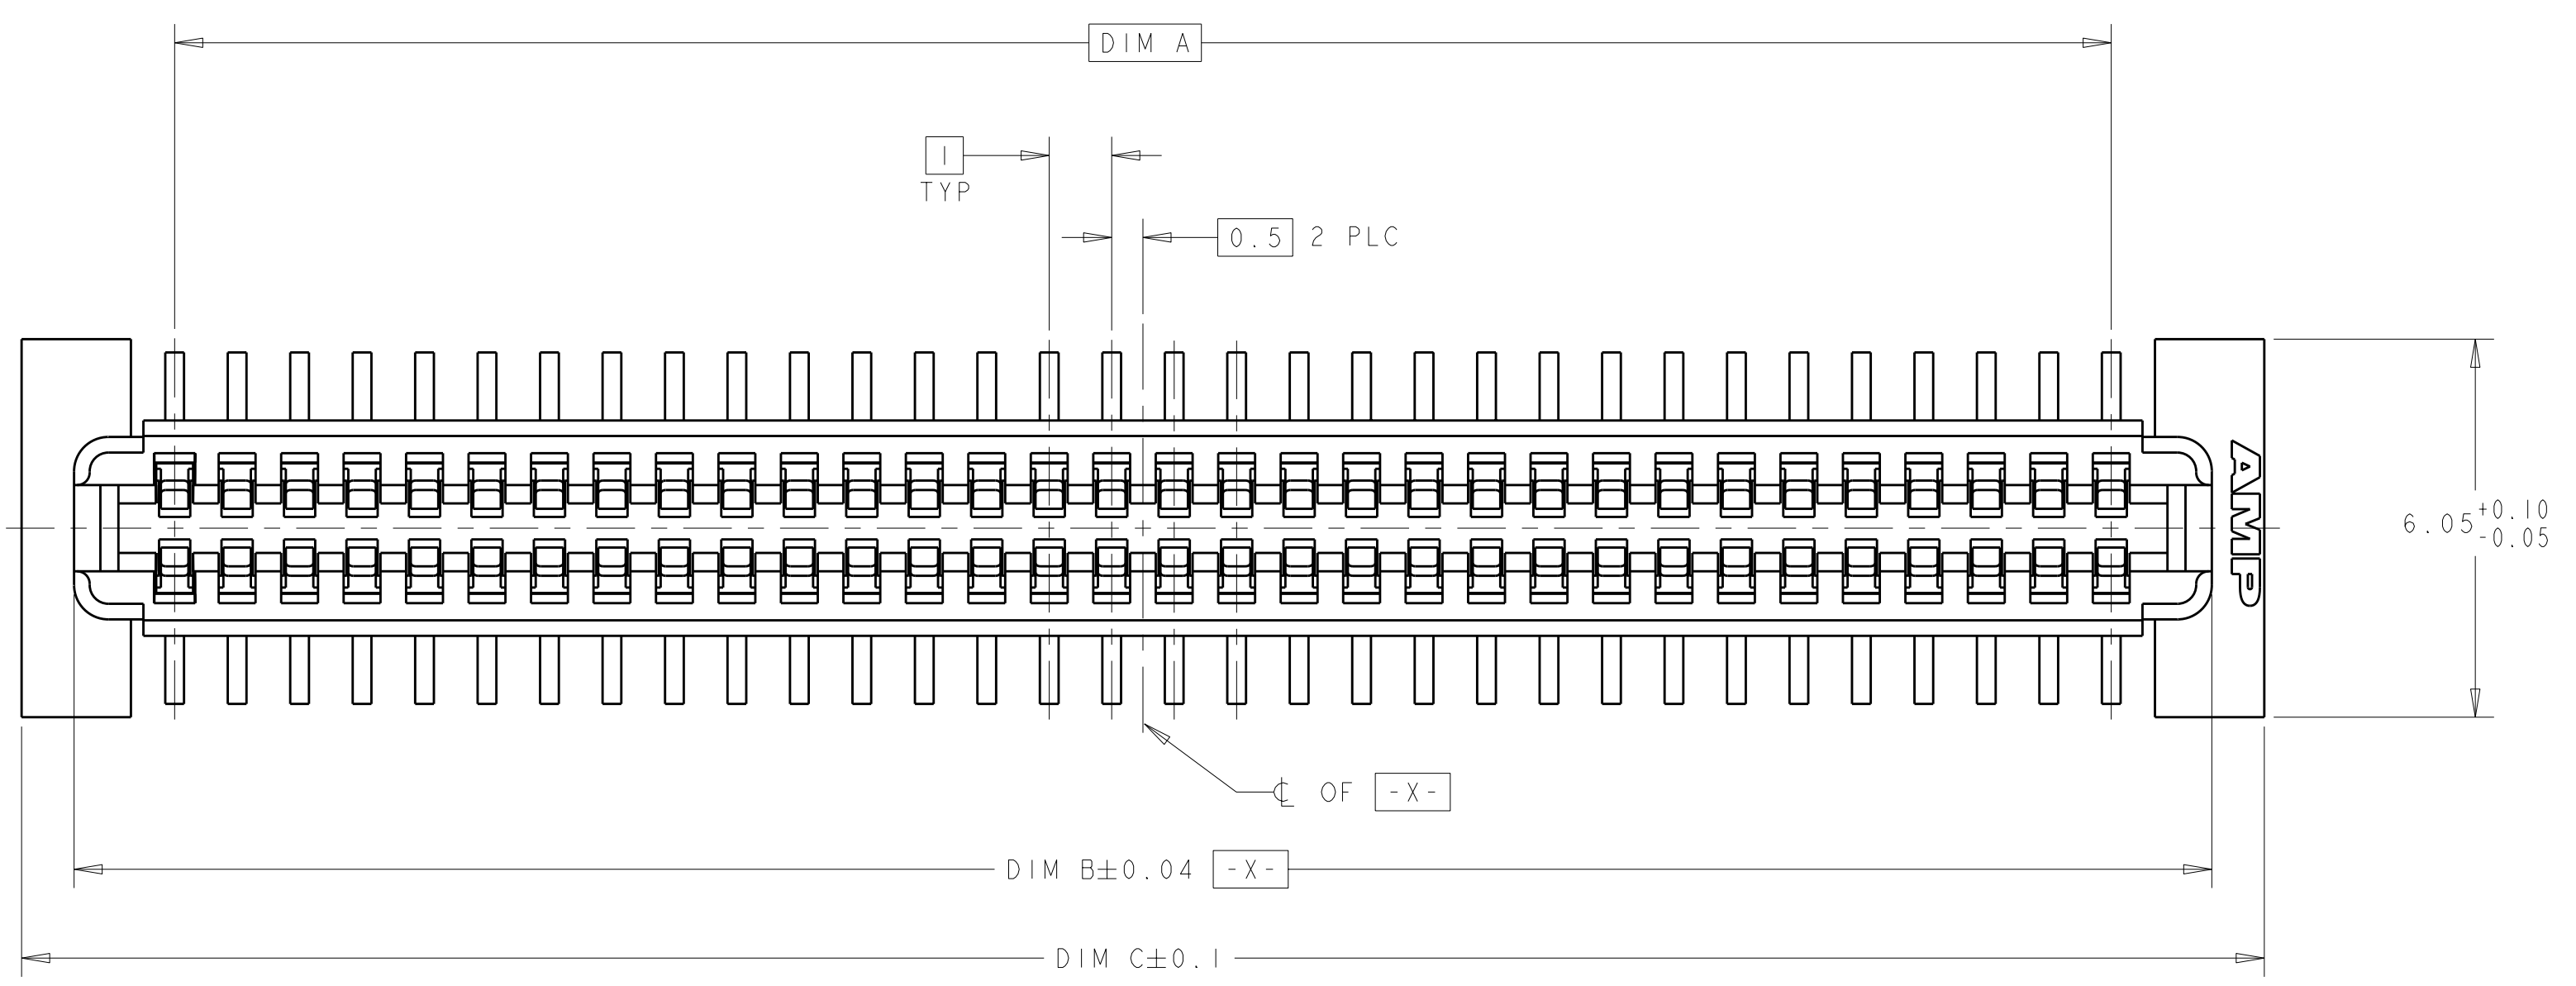 DIM A
1
TYP
0.5 2 PLC
AMP
6.05 +0.10
-0.05
℄ OF -X-
DIM B±0.04 -X-
DIM C±0.1